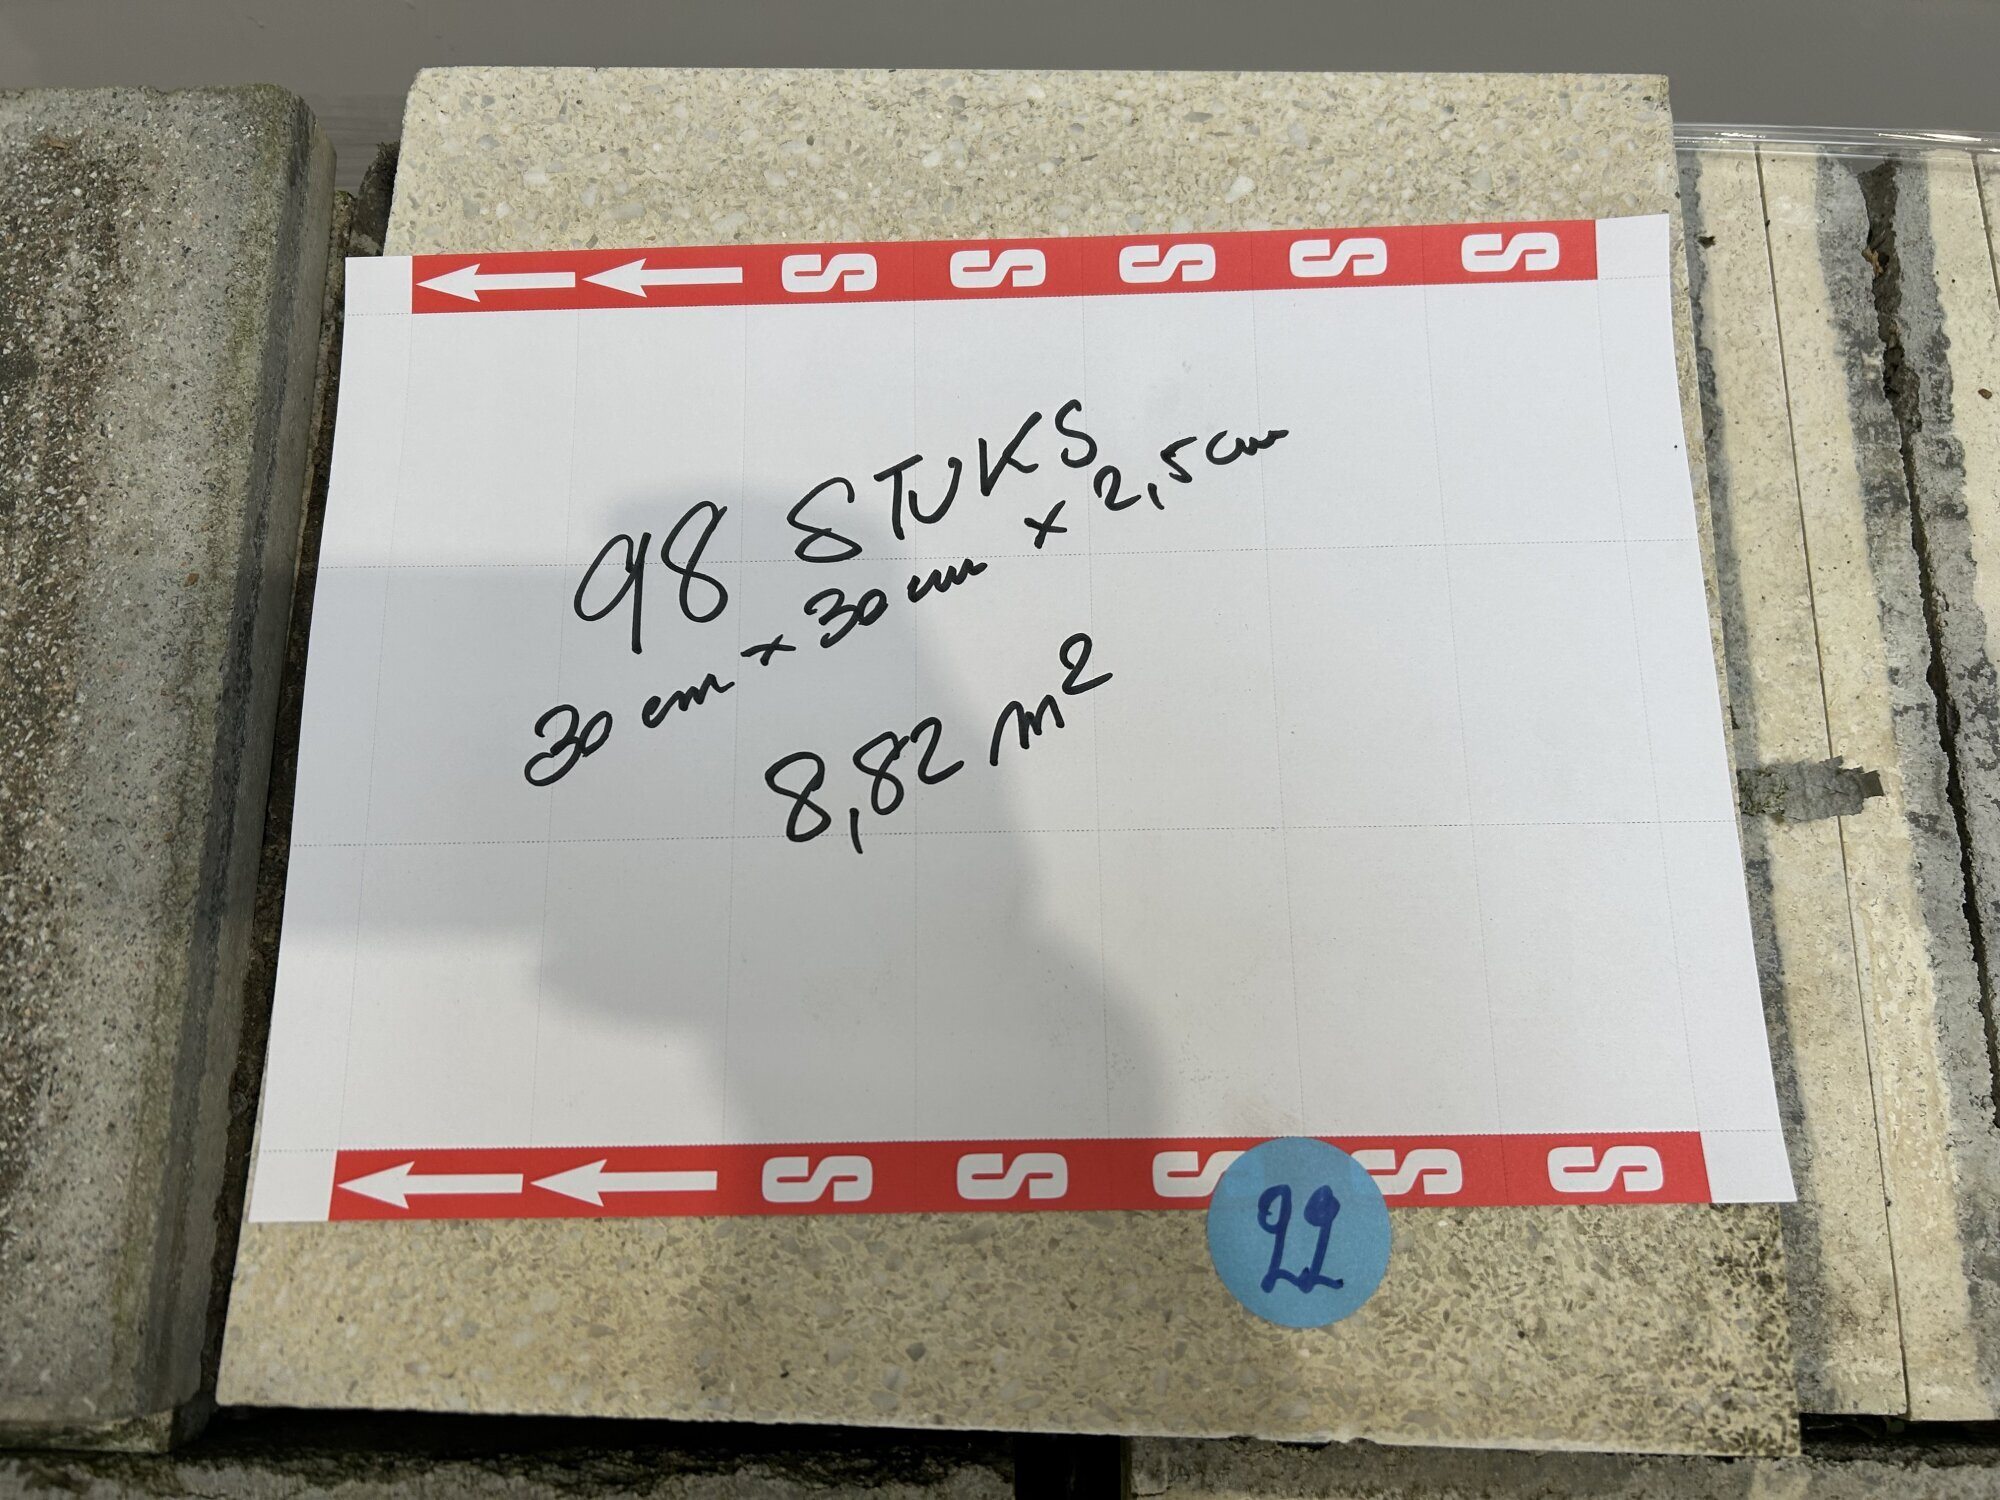 S S S S S
98 STUKS
30 cm x 30 cm x 2,5 cm
8,82 m²
S S S S S
22